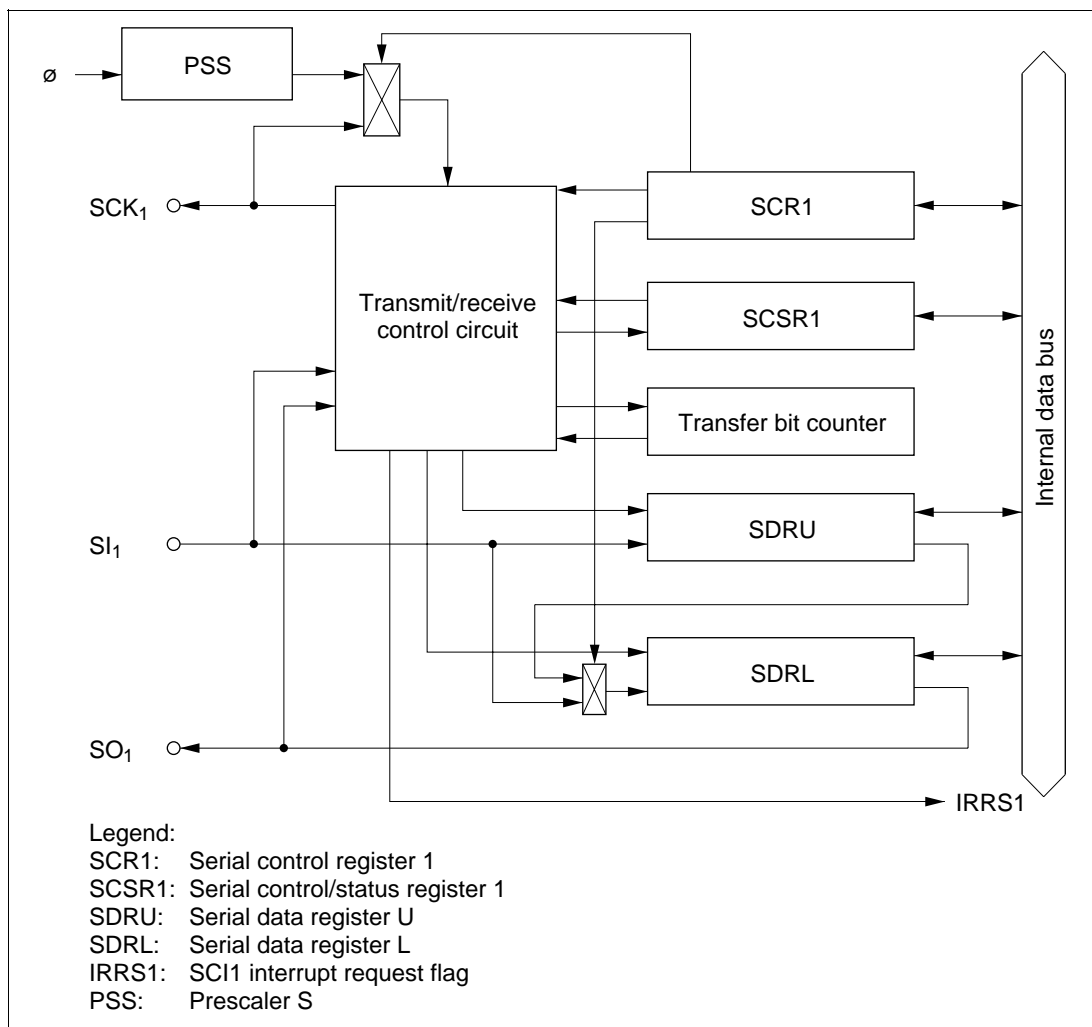 PSS
ø
SCK1
SCR1
Transmit/receive
control circuit
SCSR1
Transfer bit counter
Internal data bus
SDRU
SI1
SDRL
SO1
IRRS1
Legend:
SCR1: Serial control register 1
SCSR1: Serial control/status register 1
SDRU: Serial data register U
SDRL: Serial data register L
IRRS1: SCI1 interrupt request flag
PSS: Prescaler S